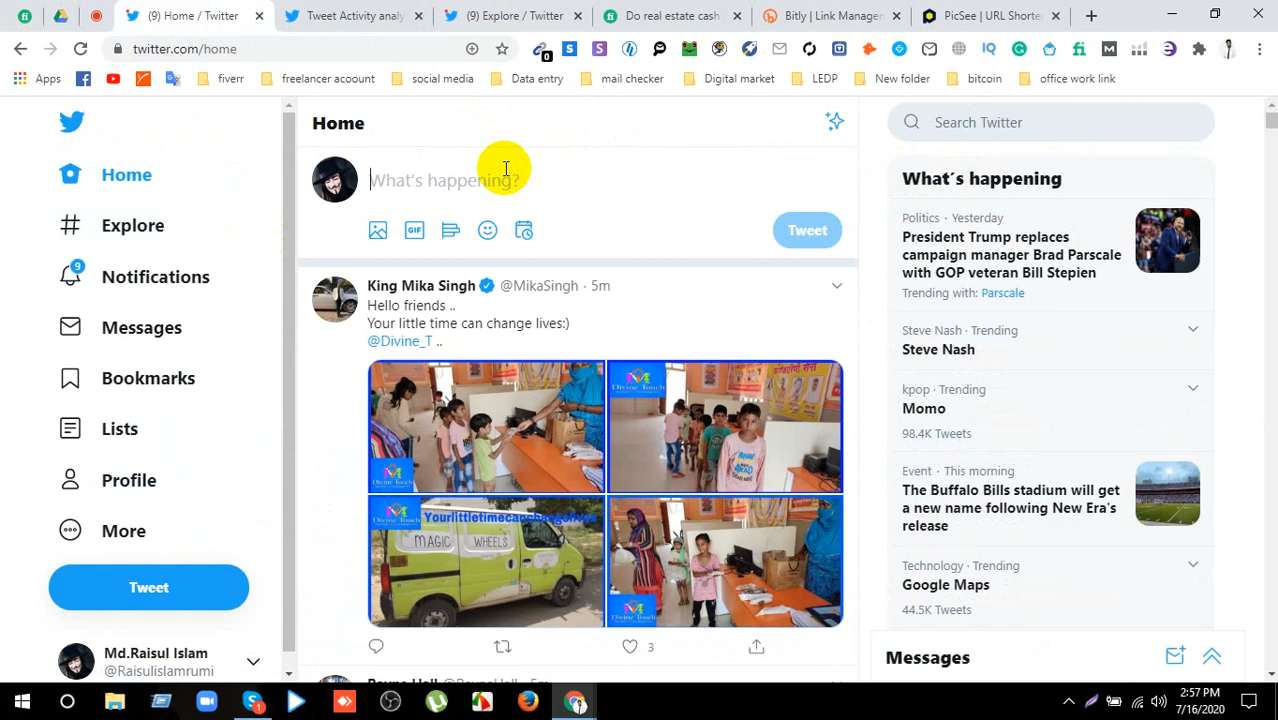 (9) Home / Twitter
Tweet Activity analy
(9) Explore / Twitter
Do real estate cash
Bitly | Link Manage
PicSee | URL Shorte
twitter.com/home
0
Apps
fiverr
freelancer acoount
social media
Data entry
mail checker
Digital market
LEDP
New folder
bitcoin
office work link
Home
What's happening?
GIF
Tweet
Search Twitter
Home
Explore
9
Notifications
Messages
Bookmarks
Lists
Profile
More
Tweet
Md.Raisul Islam
@Raisulislamrumi
King Mika Singh @MikaSingh · 5m
Hello friends ..
Your little time can change lives:)
@Divine_T ..
Divine Touch
Yourlittletimecanchangelives
MAGIC WHEELS
3
What's happening
Politics · Yesterday
President Trump replaces
campaign manager Brad Parscale
with GOP veteran Bill Stepien
Trending with: Parscale
Steve Nash · Trending
Steve Nash
kpop · Trending
Momo
98.4K Tweets
Event · This morning
The Buffalo Bills stadium will get
a new name following New Era's
release
Technology · Trending
Google Maps
44.5K Tweets
Messages
2:57 PM
7/16/2020